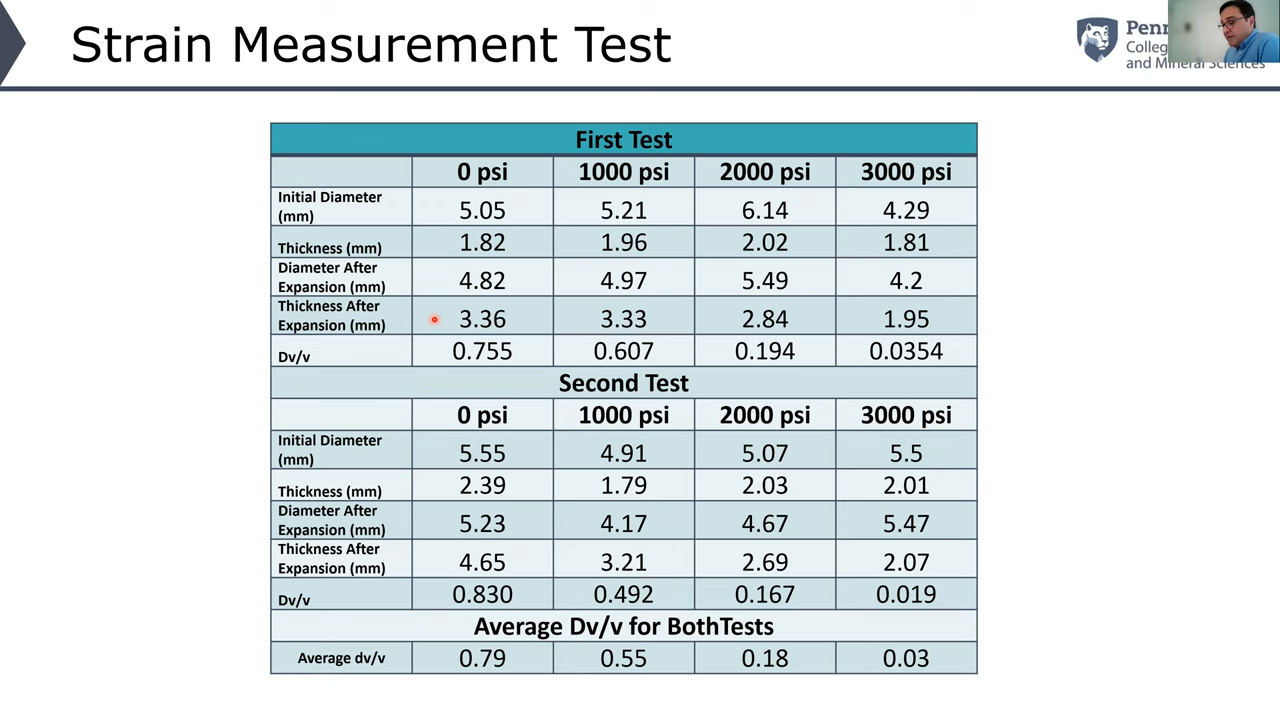 Strain Measurement Test
Penn
Colleg
and Mineral Sciences
First Test
0 psi 1000 psi 2000 psi 3000 psi
Initial Diameter
(mm) 5.05 5.21 6.14 4.29
Thickness (mm) 1.82 1.96 2.02 1.81
Diameter After
Expansion (mm) 4.82 4.97 5.49 4.2
Thickness After
Expansion (mm) 3.36 3.33 2.84 1.95
Dv/v 0.755 0.607 0.194 0.0354
Second Test
0 psi 1000 psi 2000 psi 3000 psi
Initial Diameter
(mm) 5.55 4.91 5.07 5.5
Thickness (mm) 2.39 1.79 2.03 2.01
Diameter After
Expansion (mm) 5.23 4.17 4.67 5.47
Thickness After
Expansion (mm) 4.65 3.21 2.69 2.07
Dv/v 0.830 0.492 0.167 0.019
Average Dv/v for BothTests
Average dv/v 0.79 0.55 0.18 0.03